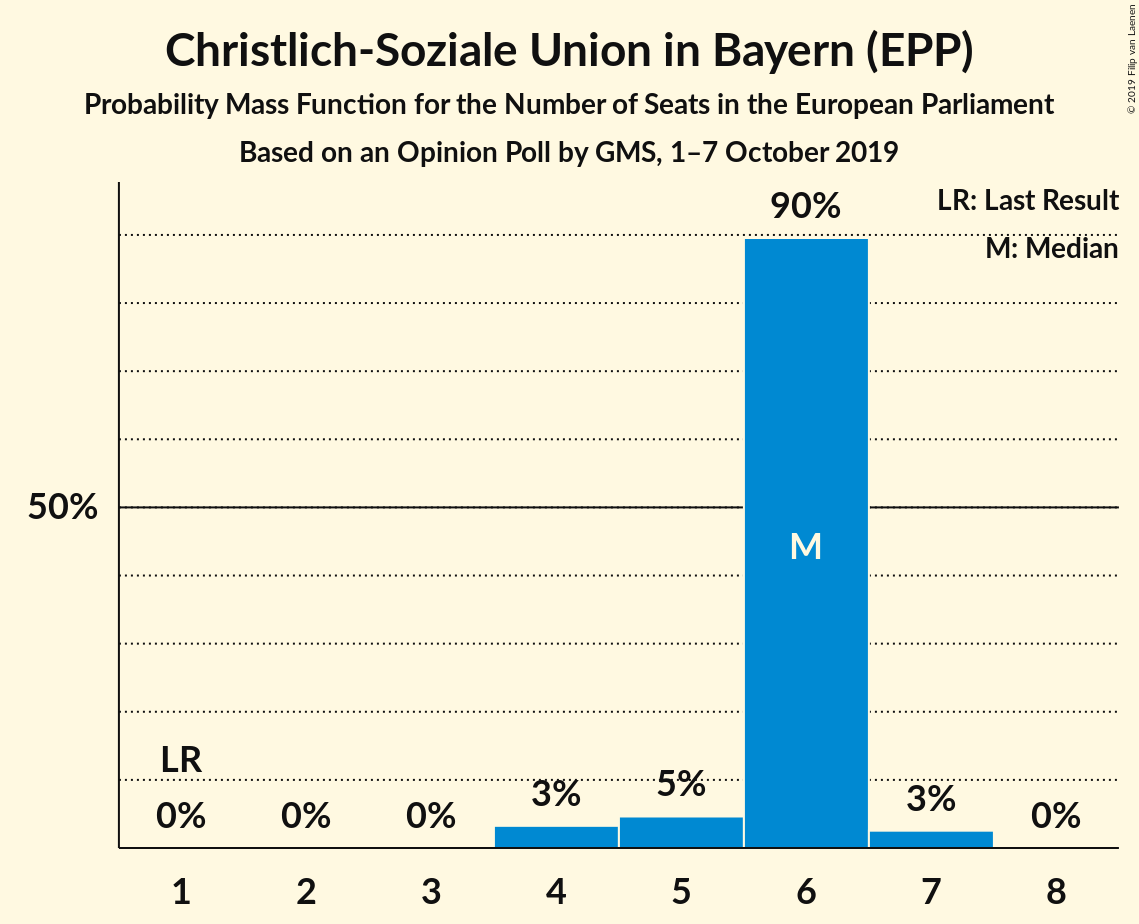 Christlich-Soziale Union in Bayern (EPP)
Probability Mass Function for the Number of Seats in the European Parliament
Based on an Opinion Poll by GMS, 1–7 October 2019
© 2019 Filip van Laenen
LR: Last Result
M: Median
90%
50%
M
LR
0%
0%
0%
3%
5%
3%
0%
1
2
3
4
5
6
7
8